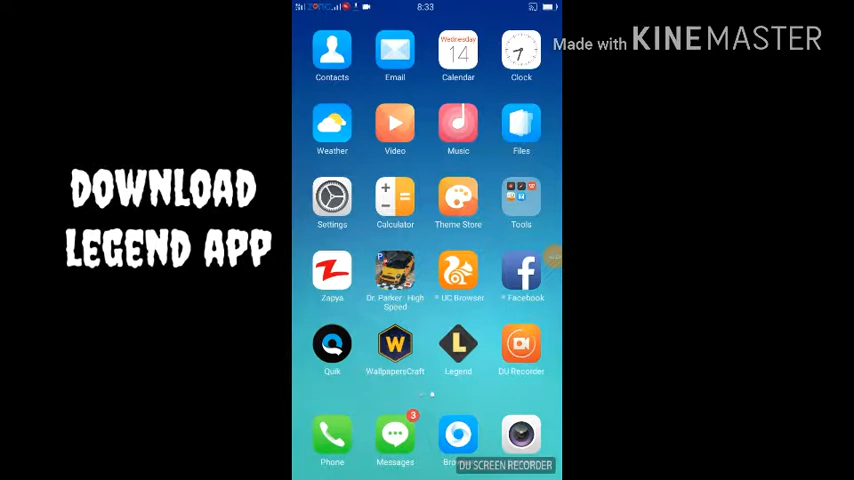 ZONG
8:33
Made with KINEMASTER
Wednesday
14
Contacts
Email
Calendar
Clock
Weather
Video
Music
Files
DOWNLOAD
LEGEND APP
Settings
Calculator
Theme Store
Tools
P
Zapya
Dr. Parker : High
Speed
UC Browser
Facebook
W
L
Quik
WallpapersCraft
Legend
DU Recorder
3
Phone
Messages
DU SCREEN RECORDER